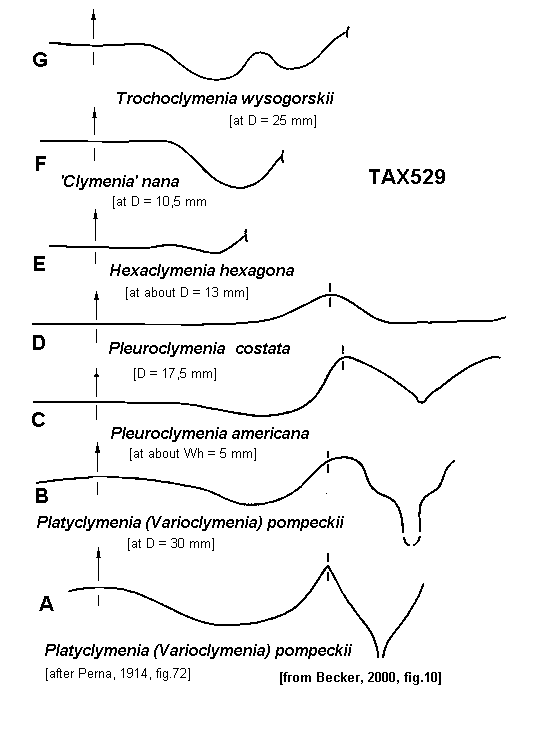 G
Trochoclymenia wysogorskii
[at D = 25 mm]
F
TAX529
'Clymenia' nana
[at D = 10,5 mm
E
Hexaclymenia hexagona
[at about D = 13 mm]
D
Pleuroclymenia costata
[D = 17,5 mm]
C
Pleuroclymenia americana
[at about Wh = 5 mm]
B
Platyclymenia (Varioclymenia) pompeckii
[at D = 30 mm]
A
Platyclymenia (Varioclymenia) pompeckii
[after Perna, 1914, fig.72] [from Becker, 2000, fig.10]